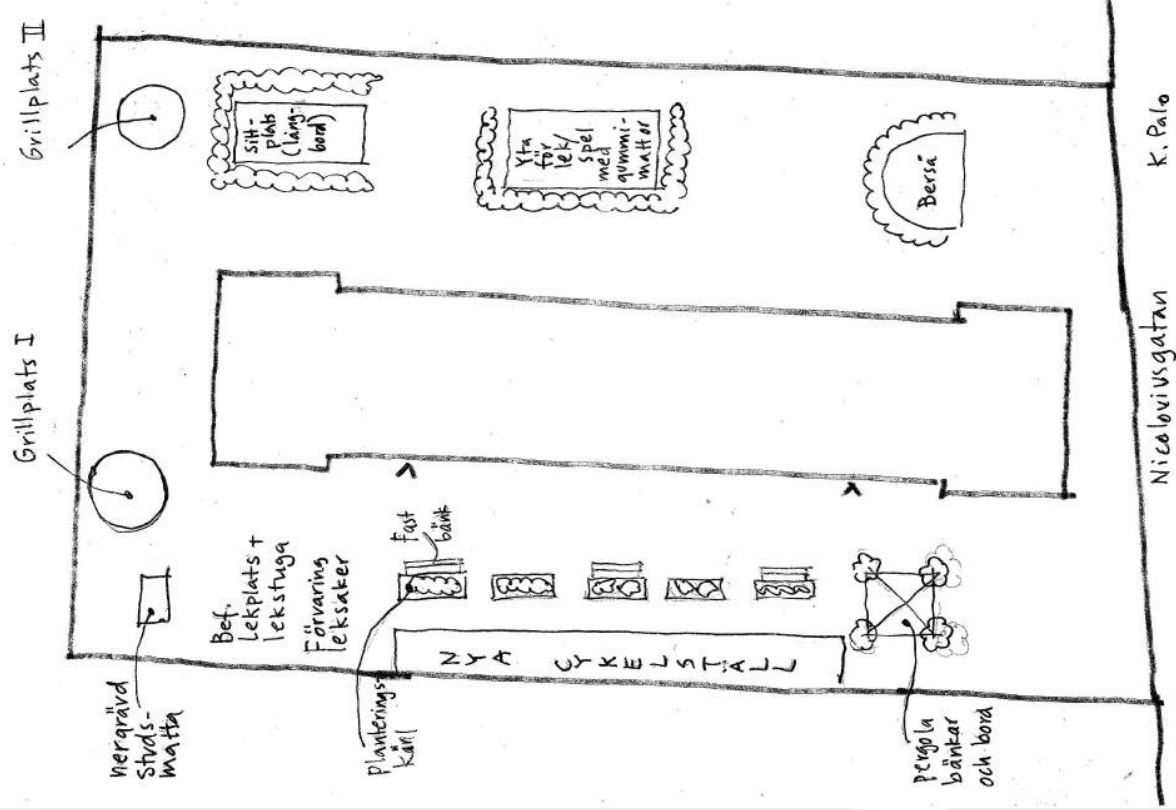 Grillplats I
Grillplats II
nergrävd
studs-
matta
Bef.
lekplats +
lekstuga
Förvaring
leksaker
sitt-
plats
(lång-
bord)
planterings-
kärl
fast
bänk
NYA CYKELSTÄLL
Yta
för
lek/
spel
med
gummi-
mattor
pergola
bänkar
och bord
Berså
Nicaloviusgatan
K. Palo